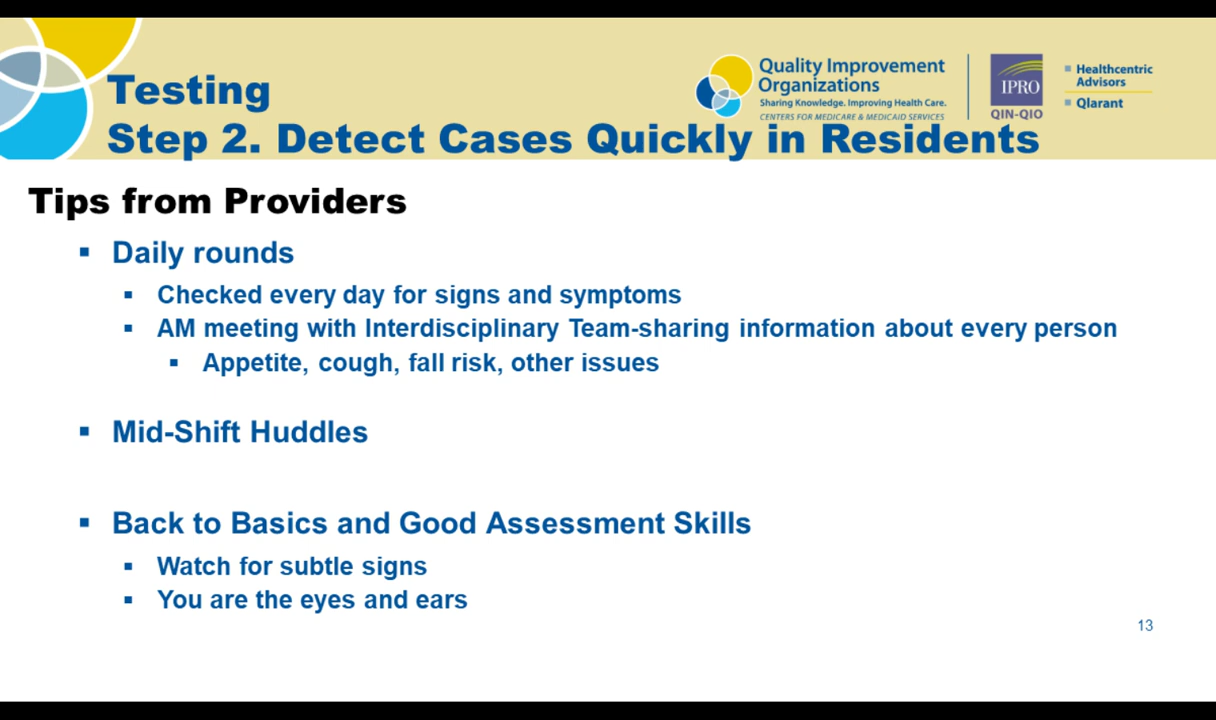 Testing
Step 2. Detect Cases Quickly in Residents
Quality Improvement
Organizations
Sharing Knowledge. Improving Health Care.
CENTERS FOR MEDICARE & MEDICAID SERVICES
IPRO
QIN-QIO
▪ Healthcentric
Advisors
▪ Qlarant
Tips from Providers
▪ Daily rounds
▪ Checked every day for signs and symptoms
▪ AM meeting with Interdisciplinary Team-sharing information about every person
▪ Appetite, cough, fall risk, other issues
▪ Mid-Shift Huddles
▪ Back to Basics and Good Assessment Skills
▪ Watch for subtle signs
▪ You are the eyes and ears
13